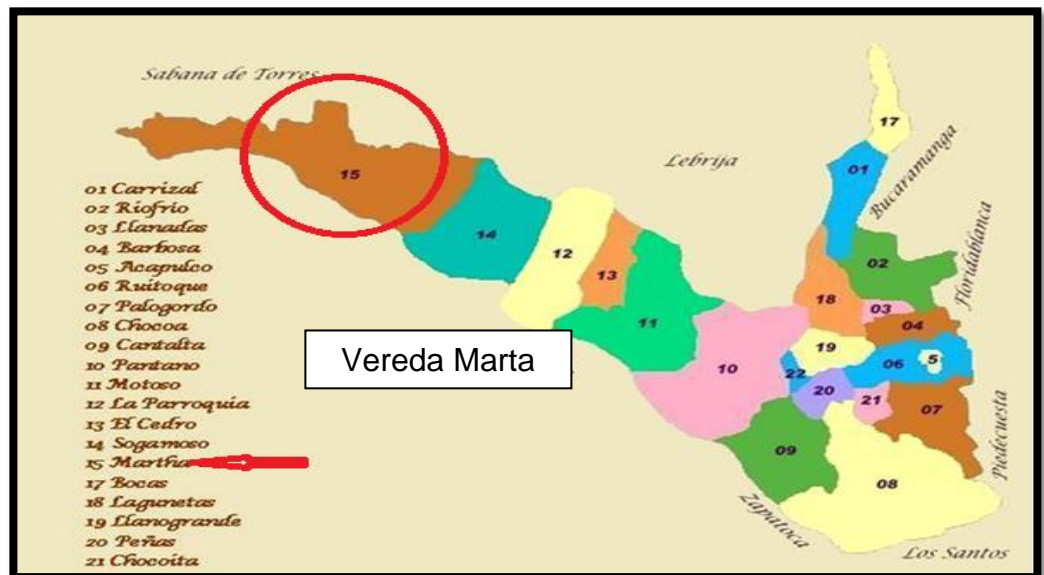 Sabana de Torres
Lebrija
Bucaramanga
Floridablanca
Piedecuesta
Los Santos
Zapatoca
Vereda Marta
01 Carrizal
02 Riofrio
03 Llanadas
04 Barbosa
05 Acapulco
06 Ruitoque
07 Palogordo
08 Chocoa
09 Cantalta
10 Pantano
11 Motoso
12 La Parroquia
13 El Cedro
14 Sogamoso
15 Martha
17 Bocas
18 Lagunetas
19 Llanogrande
20 Peñas
21 Chocoita
15
14
12
13
11
10
17
01
02
18
03
04
19
06
5
22
20
21
07
09
08